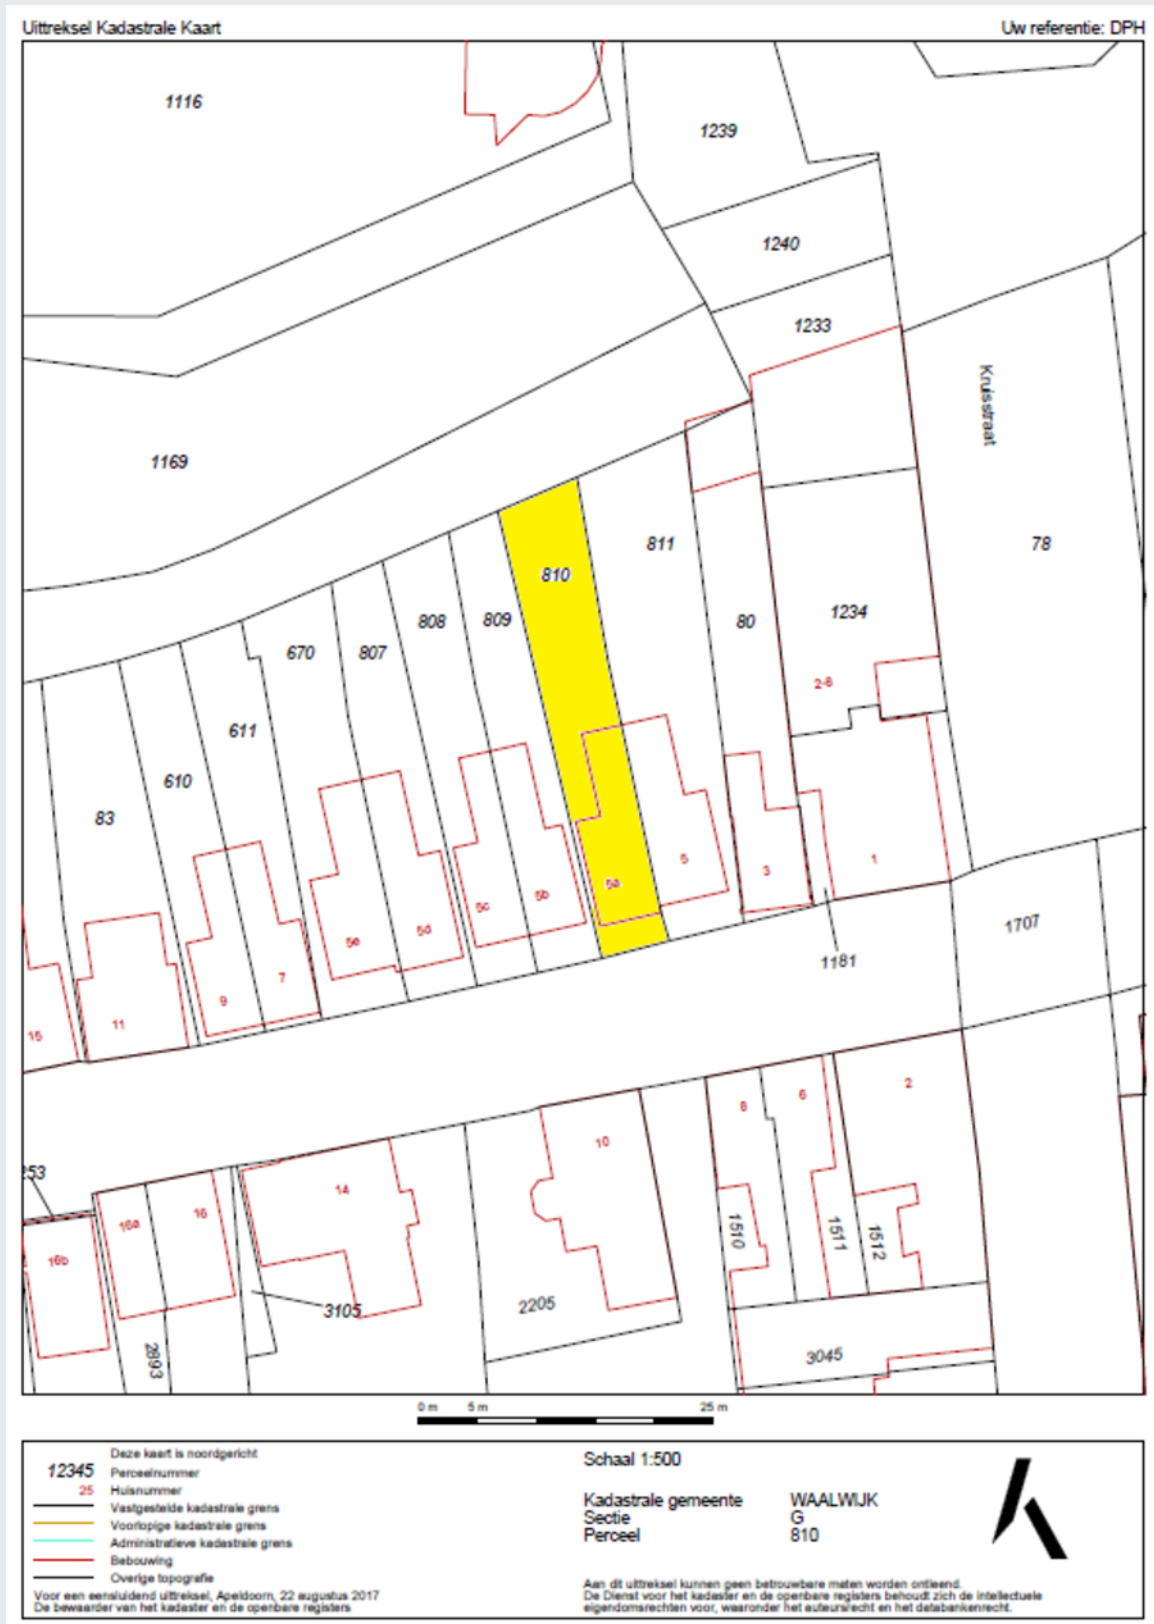 Uittreksel Kadastrale Kaart
Uw referentie: DPH
1116
1239
1240
1233
Kruisstraat
1169
811
78
810
808
809
80
1234
670
807
2-6
611
610
83
5
1
3
5a
5b
5c
5d
5e
7
9
1707
1181
11
15
2
6
8
10
253
14
16
16a
1510
1511
1512
16b
3105
2205
2893
3045
0 m 5 m 25 m
Deze kaart is noordgericht
12345 Perceelnummer
25 Huisnummer
Vastgestelde kadastrale grens
Voorlopige kadastrale grens
Administratieve kadastrale grens
Bebouwing
Overige topografie
Voor een eensluidend uittreksel, Apeldoorn, 22 augustus 2017
De bewaarder van het kadaster en de openbare registers
Schaal 1:500
Kadastrale gemeente WAALWIJK
Sectie G
Perceel 810
Aan dit uittreksel kunnen geen betrouwbare maten worden ontleend.
De Dienst voor het kadaster en de openbare registers behoudt zich de intellectuele
eigendomsrechten voor, waaronder het auteursrecht en het databankenrecht.